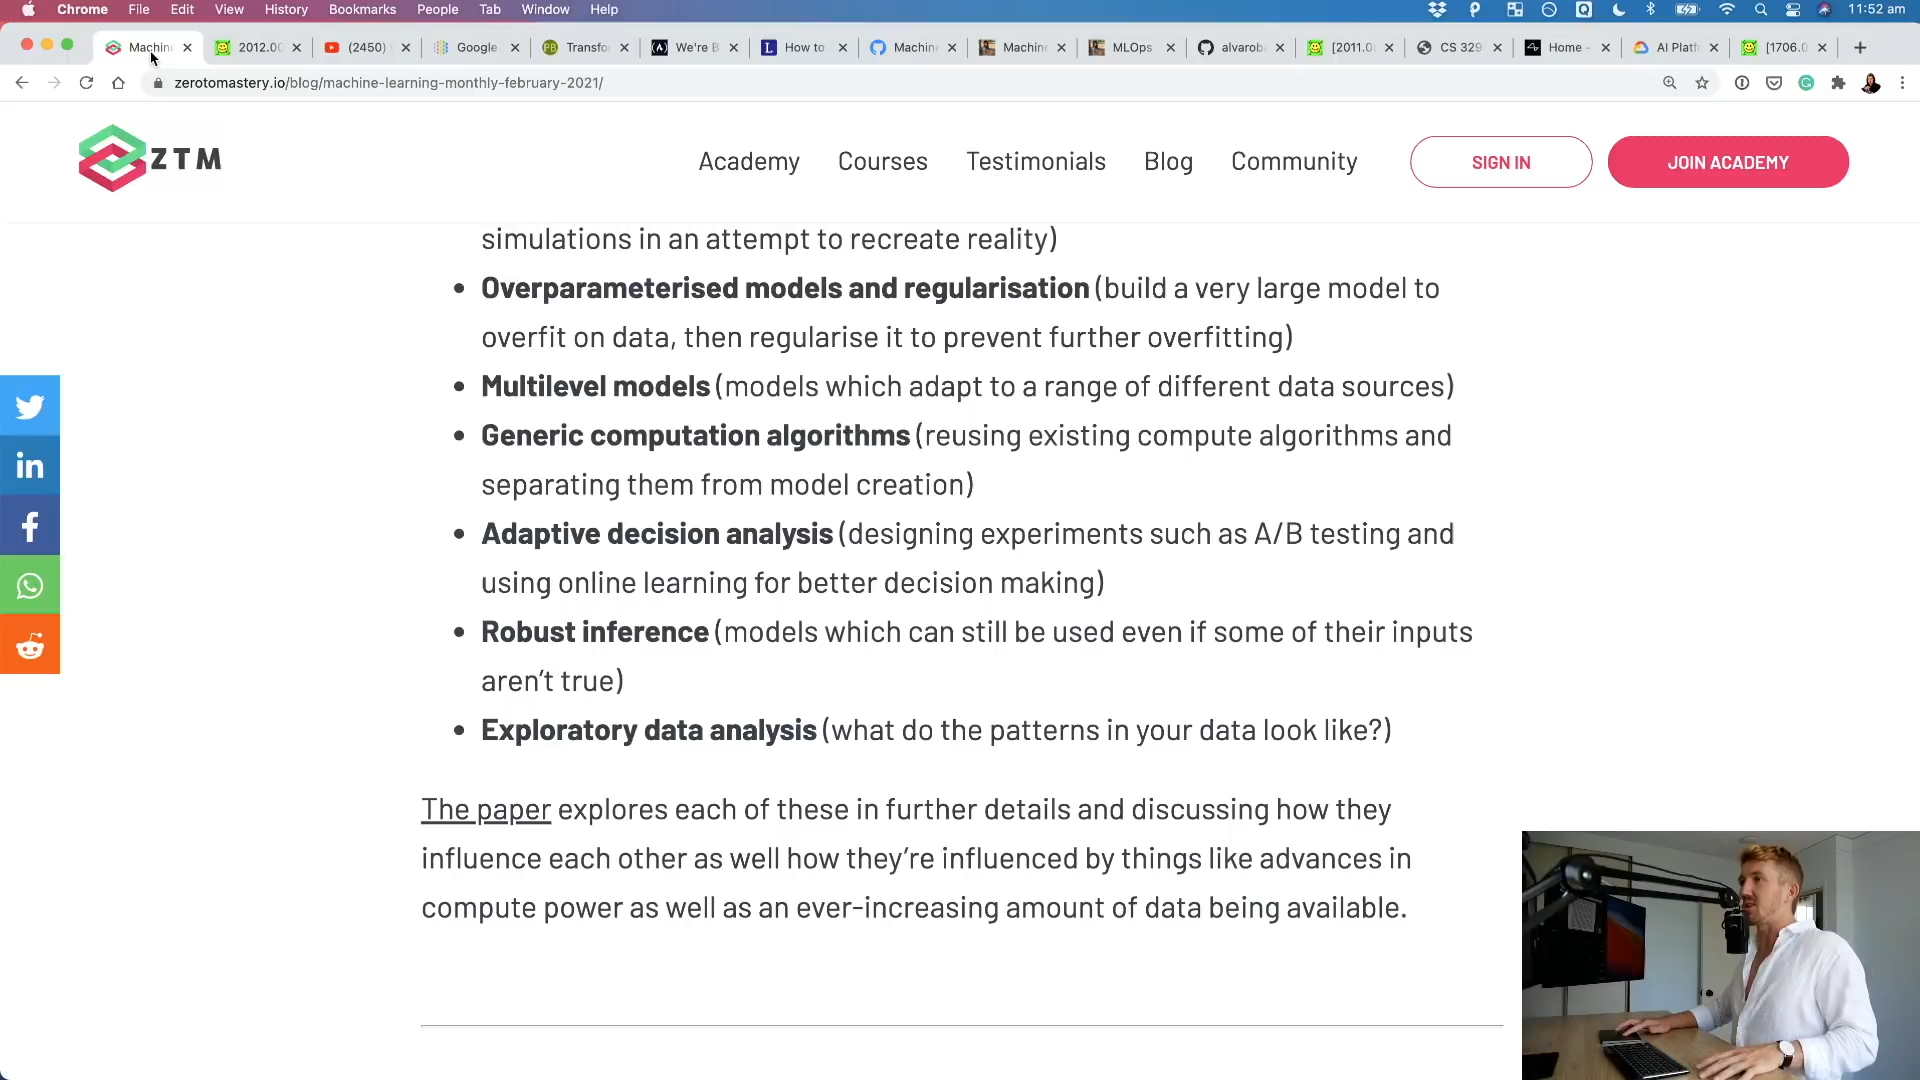 Chrome File Edit View History Bookmarks People Tab Window Help 11:52 am
Machin 2012.0 (2450) Google Transfo We're B How to Machin Machin MLOps alvarob [2011.0 CS 329 Home - AI Platf [1706.0
zerotomastery.io/blog/machine-learning-monthly-february-2021/
ZTM Academy Courses Testimonials Blog Community SIGN IN JOIN ACADEMY
simulations in an attempt to recreate reality)
• Overparameterised models and regularisation (build a very large model to
overfit on data, then regularise it to prevent further overfitting)
• Multilevel models (models which adapt to a range of different data sources)
• Generic computation algorithms (reusing existing compute algorithms and
separating them from model creation)
• Adaptive decision analysis (designing experiments such as A/B testing and
using online learning for better decision making)
• Robust inference (models which can still be used even if some of their inputs
aren’t true)
• Exploratory data analysis (what do the patterns in your data look like?)
The paper explores each of these in further details and discussing how they
influence each other as well how they’re influenced by things like advances in
compute power as well as an ever-increasing amount of data being available.